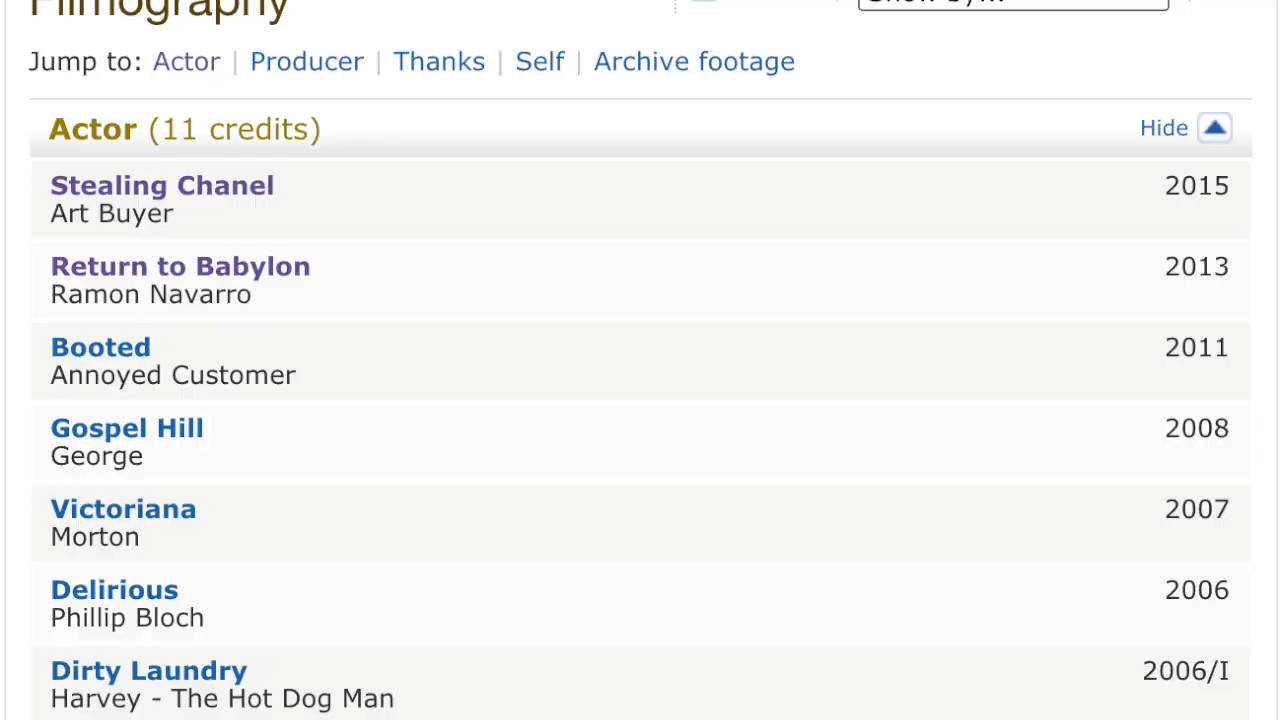 Filmography
Jump to: Actor | Producer | Thanks | Self | Archive footage
Actor (11 credits) Hide
Stealing Chanel 2015
Art Buyer
Return to Babylon 2013
Ramon Navarro
Booted 2011
Annoyed Customer
Gospel Hill 2008
George
Victoriana 2007
Morton
Delirious 2006
Phillip Bloch
Dirty Laundry 2006/I
Harvey - The Hot Dog Man